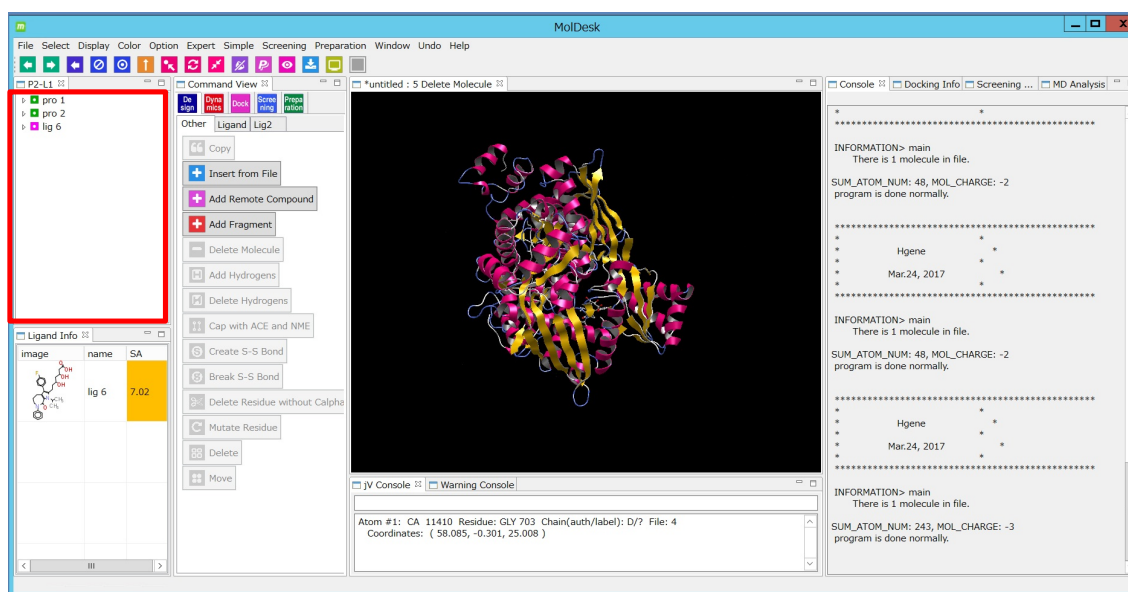 MolDesk
File Select Display Color Option Expert Simple Screening Preparation Window Undo Help
P2-L1
pro 1
pro 2
lig 6
Ligand Info
image name SA
lig 6 7.02
Command View
De sign Dyna mics Dock Scree ning Prepa ration
Other Ligand Lig2
Copy
Insert from File
Add Remote Compound
Add Fragment
Delete Molecule
Add Hydrogens
Delete Hydrogens
Cap with ACE and NME
Create S-S Bond
Break S-S Bond
Delete Residue without Calpha
Mutate Residue
Delete
Move
*untitled : 5 Delete Molecule
jV Console Warning Console
Atom #1: CA 11410 Residue: GLY 703 Chain(auth/label): D/? File: 4
Coordinates: ( 58.085, -0.301, 25.008 )
Console Docking Info Screening ... MD Analysis
* *
*************************************************
INFORMATION> main
There is 1 molecule in file.
SUM_ATOM_NUM: 48, MOL_CHARGE: -2
program is done normally.
*************************************************
* *
* Hgene *
* *
* Mar.24, 2017 *
* *
*************************************************
INFORMATION> main
There is 1 molecule in file.
SUM_ATOM_NUM: 48, MOL_CHARGE: -2
program is done normally.
*************************************************
* *
* Hgene *
* *
* Mar.24, 2017 *
* *
*************************************************
INFORMATION> main
There is 1 molecule in file.
SUM_ATOM_NUM: 243, MOL_CHARGE: -3
program is done normally.